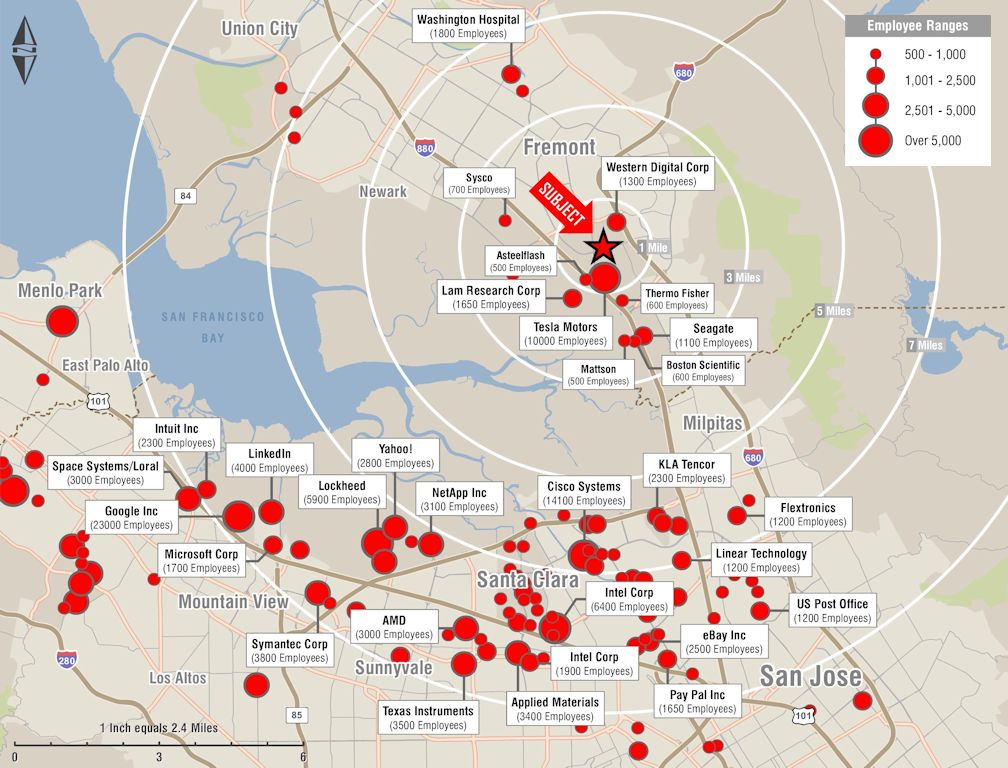 Washington Hospital
(1800 Employees)
Union City
Employee Ranges
500 - 1,000
1,001 - 2,500
2,501 - 5,000
Over 5,000
N
680
880
Fremont
Western Digital Corp
(1300 Employees)
Sysco
(700 Employees)
Newark
84
SUBJECT
1 Mile
Asteelflash
(500 Employees)
3 Miles
Lam Research Corp
(1650 Employees)
Thermo Fisher
(600 Employees)
Menlo Park
SAN FRANCISCO
BAY
5 Miles
Tesla Motors
(10000 Employees)
Seagate
(1100 Employees)
7 Miles
East Palo Alto
Mattson
(500 Employees)
Boston Scientific
(600 Employees)
101
Milpitas
Intuit Inc
(2300 Employees)
LinkedIn
(4000 Employees)
Yahoo!
(2800 Employees)
680
KLA Tencor
(2300 Employees)
Space Systems/Loral
(3000 Employees)
Lockheed
(5900 Employees)
NetApp Inc
(3100 Employees)
Cisco Systems
(14100 Employees)
Google Inc
(23000 Employees)
Flextronics
(1200 Employees)
Microsoft Corp
(1700 Employees)
Linear Technology
(1200 Employees)
Santa Clara
Mountain View
Intel Corp
(6400 Employees)
US Post Office
(1200 Employees)
AMD
(3000 Employees)
Symantec Corp
(3800 Employees)
eBay Inc
(2500 Employees)
280
Sunnyvale
Intel Corp
(1900 Employees)
Los Altos
San Jose
Pay Pal Inc
(1650 Employees)
Texas Instruments
(3500 Employees)
Applied Materials
(3400 Employees)
85
101
1 Inch equals 2.4 Miles
0 3 6